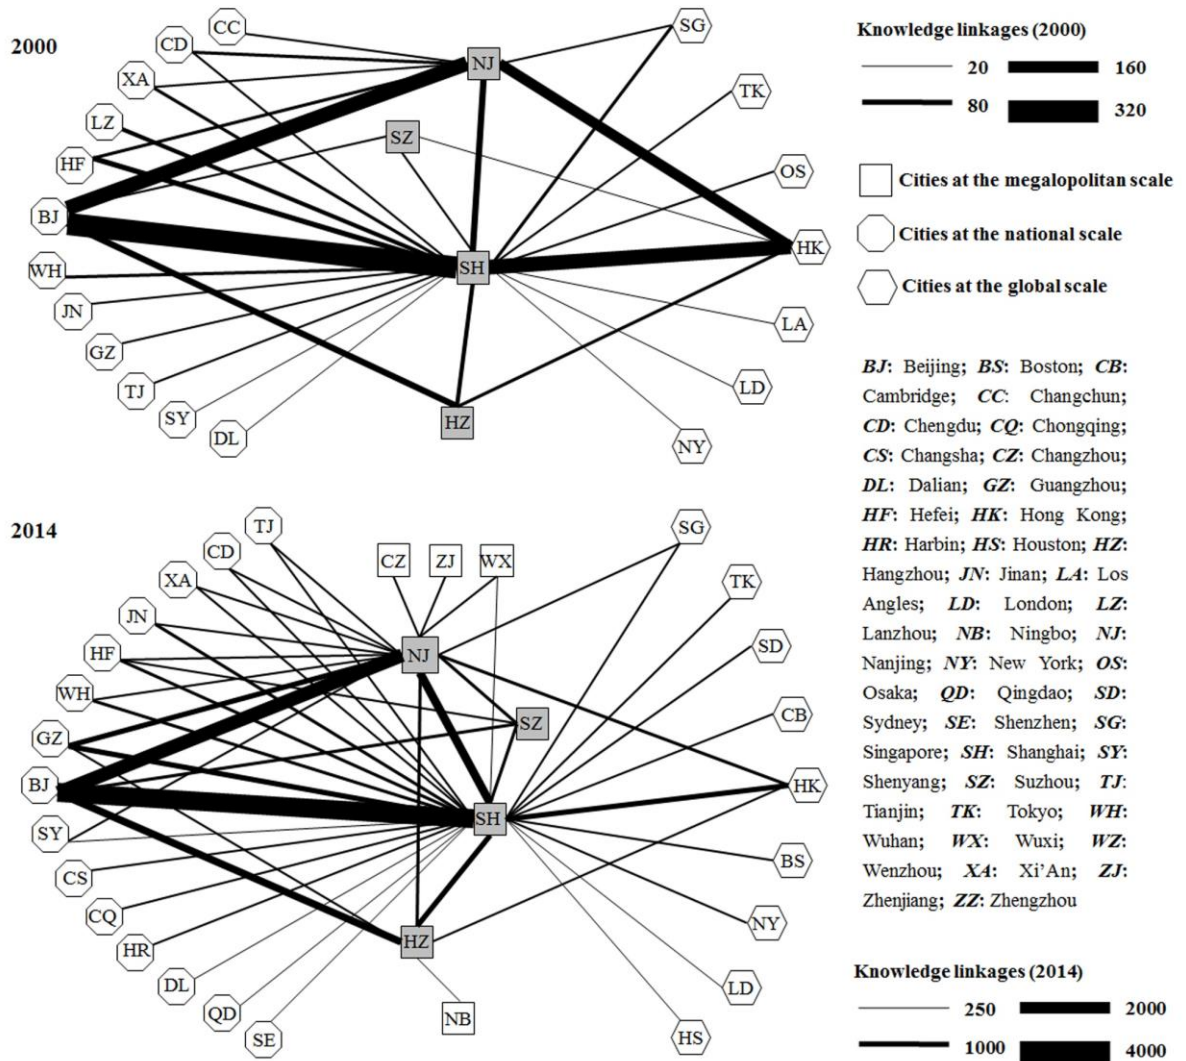 2000
CC
CD
XA
LZ
HF
BJ
WH
JN
GZ
TJ
SY
DL
NJ
SZ
SH
HZ
SG
TK
OS
HK
LA
LD
NY
Knowledge linkages (2000)
20 160
80 320
Cities at the megalopolitan scale
Cities at the national scale
Cities at the global scale
BJ: Beijing; BS: Boston; CB:
Cambridge; CC: Changchun;
CD: Chengdu; CQ: Chongqing;
CS: Changsha; CZ: Changzhou;
DL: Dalian; GZ: Guangzhou;
HF: Hefei; HK: Hong Kong;
HR: Harbin; HS: Houston; HZ:
Hangzhou; JN: Jinan; LA: Los
Angles; LD: London; LZ:
Lanzhou; NB: Ningbo; NJ:
Nanjing; NY: New York; OS:
Osaka; QD: Qingdao; SD:
Sydney; SE: Shenzhen; SG:
Singapore; SH: Shanghai; SY:
Shenyang; SZ: Suzhou; TJ:
Tianjin; TK: Tokyo; WH:
Wuhan; WX: Wuxi; WZ:
Wenzhou; XA: Xi'An; ZJ:
Zhenjiang; ZZ: Zhengzhou
2014
TJ
CD
XA
JN
HF
WH
GZ
BJ
SY
CS
CQ
HR
DL
QD
SE
CZ
ZJ
WX
NJ
SZ
SH
HZ
NB
SG
TK
SD
CB
HK
BS
NY
LD
HS
Knowledge linkages (2014)
250 2000
1000 4000